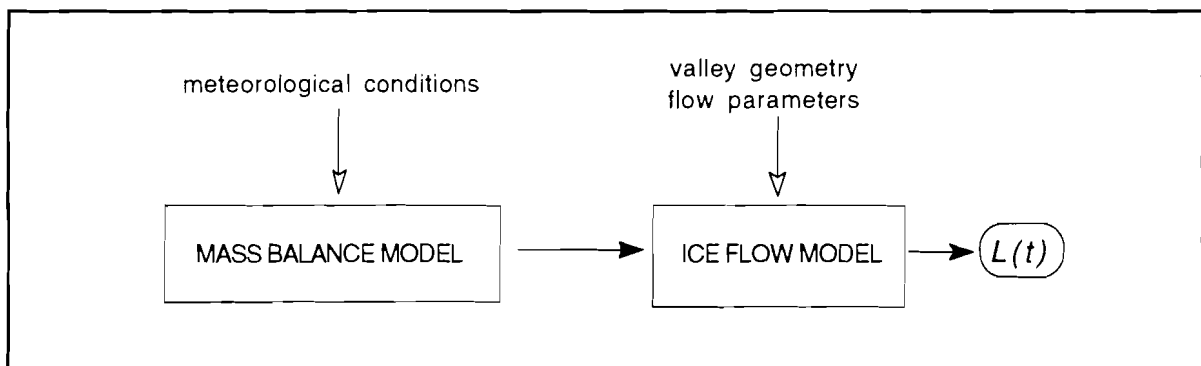 meteorological conditions
valley geometry
flow parameters
MASS BALANCE MODEL
ICE FLOW MODEL
L(t)